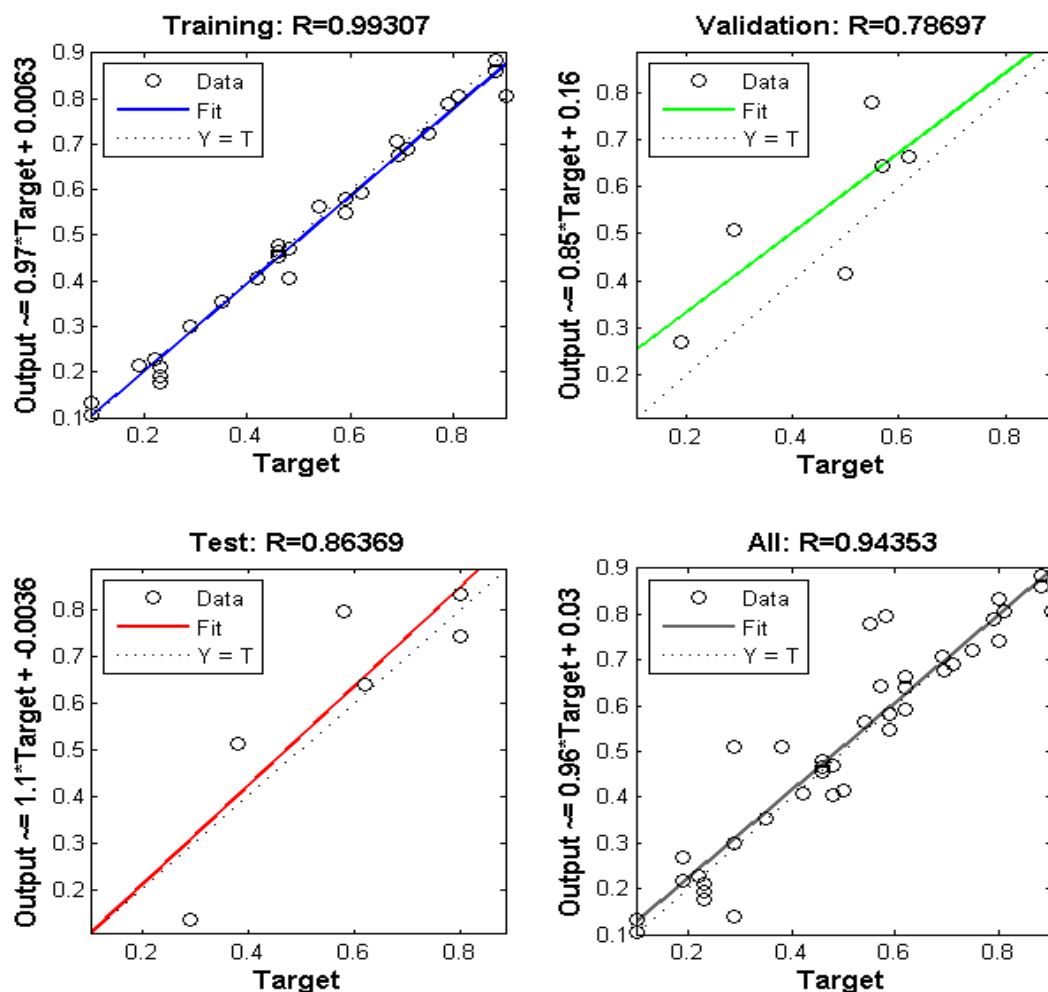 Training: R=0.99307
Output ~= 0.97*Target + 0.0063
0.9
0.8
0.7
0.6
0.5
0.4
0.3
0.2
0.1
Data
Fit
Y = T
0.2 0.4 0.6 0.8
Target
Validation: R=0.78697
Output ~= 0.85*Target + 0.16
0.8
0.7
0.6
0.5
0.4
0.3
0.2
Data
Fit
Y = T
0.2 0.4 0.6 0.8
Target
Test: R=0.86369
Output ~= 1.1*Target + -0.0036
0.8
0.7
0.6
0.5
0.4
0.3
0.2
Data
Fit
Y = T
0.2 0.4 0.6 0.8
Target
All: R=0.94353
Output ~= 0.96*Target + 0.03
0.9
0.8
0.7
0.6
0.5
0.4
0.3
0.2
0.1
Data
Fit
Y = T
0.2 0.4 0.6 0.8
Target